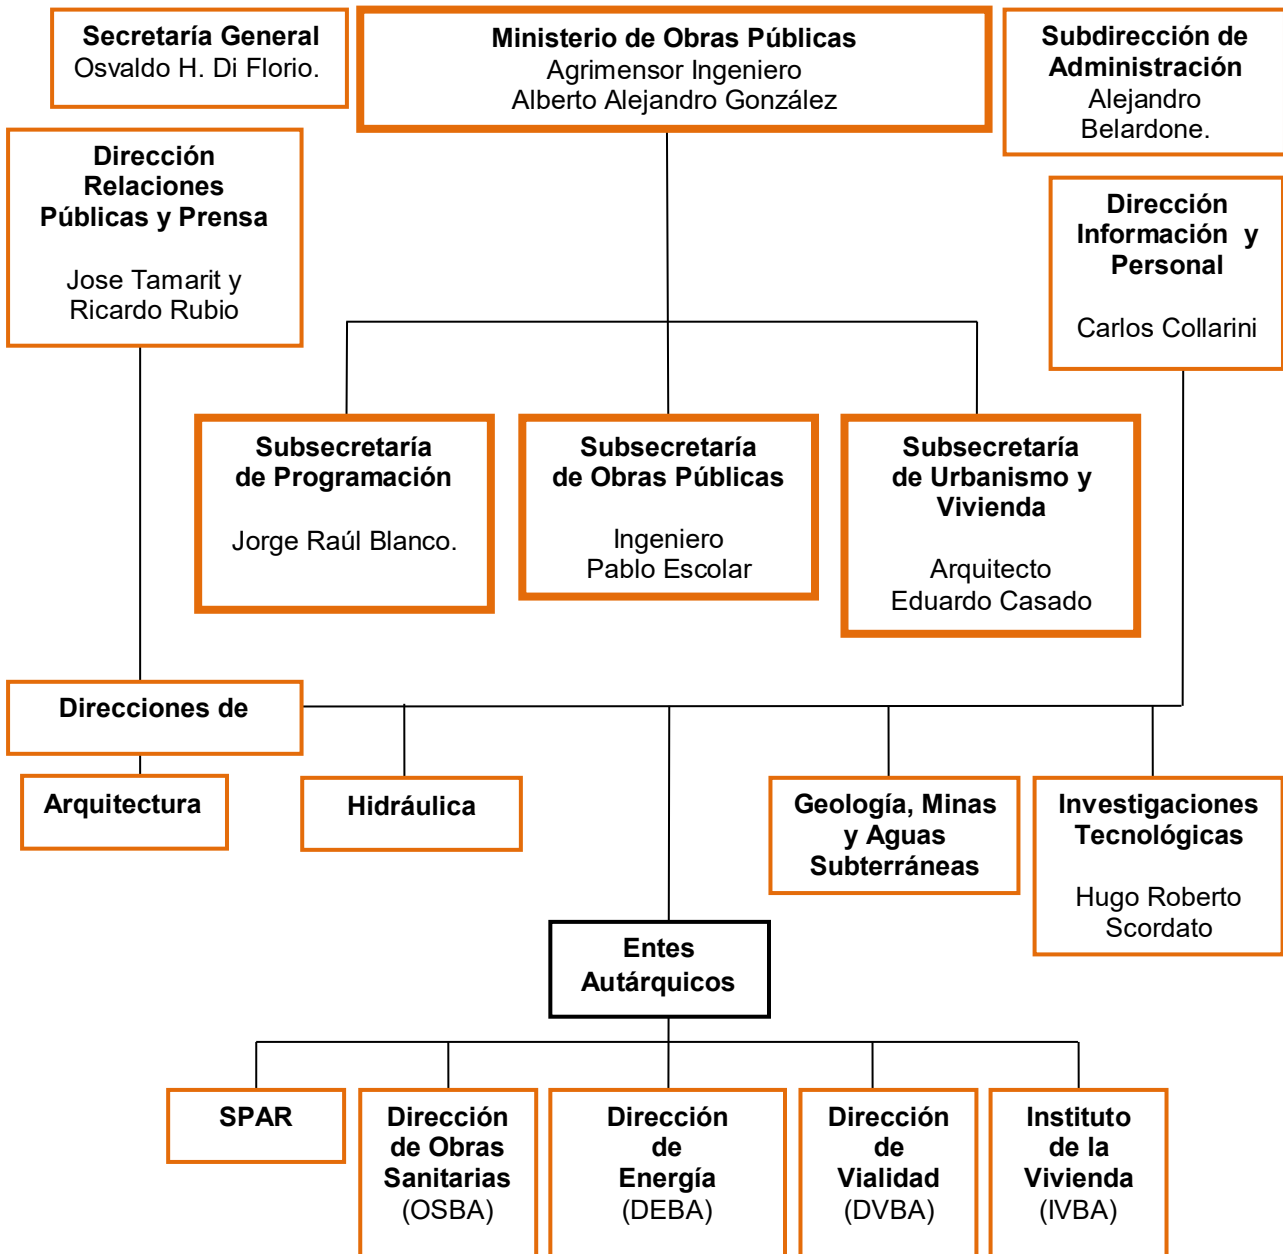 Secretaría General
Osvaldo H. Di Florio.
Ministerio de Obras Públicas
Agrimensor Ingeniero
Alberto Alejandro González
Subdirección de
Administración
Alejandro
Belardone.
Dirección
Relaciones
Públicas y Prensa
Jose Tamarit y
Ricardo Rubio
Dirección
Información y
Personal
Carlos Collarini
Subsecretaría
de Programación
Jorge Raúl Blanco.
Subsecretaría
de Obras Públicas
Ingeniero
Pablo Escolar
Subsecretaría
de Urbanismo y
Vivienda
Arquitecto
Eduardo Casado
Direcciones de
Arquitectura
Hidráulica
Geología, Minas
y Aguas
Subterráneas
Investigaciones
Tecnológicas
Hugo Roberto
Scordato
Entes
Autárquicos
SPAR
Dirección
de Obras
Sanitarias
(OSBA)
Dirección
de
Energía
(DEBA)
Dirección
de
Vialidad
(DVBA)
Instituto
de la
Vivienda
(IVBA)